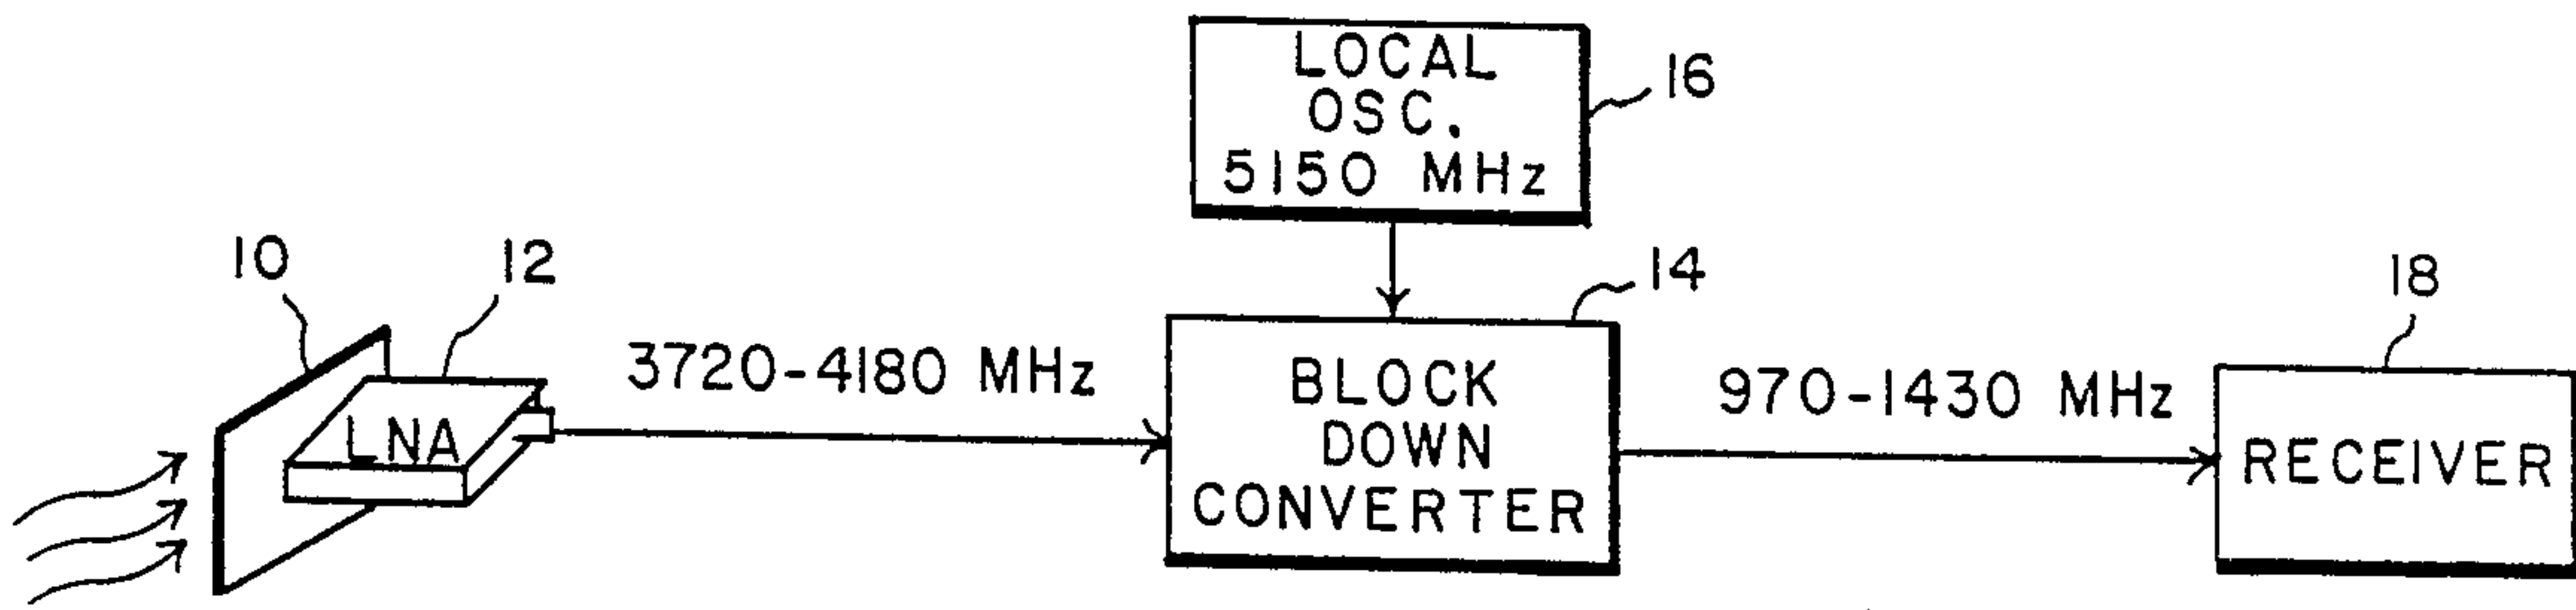 LOCAL
OSC.
5150 MHz
16
10
12
14
18
3720-4180 MHz
LNA
BLOCK
DOWN
CONVERTER
970-1430 MHz
RECEIVER